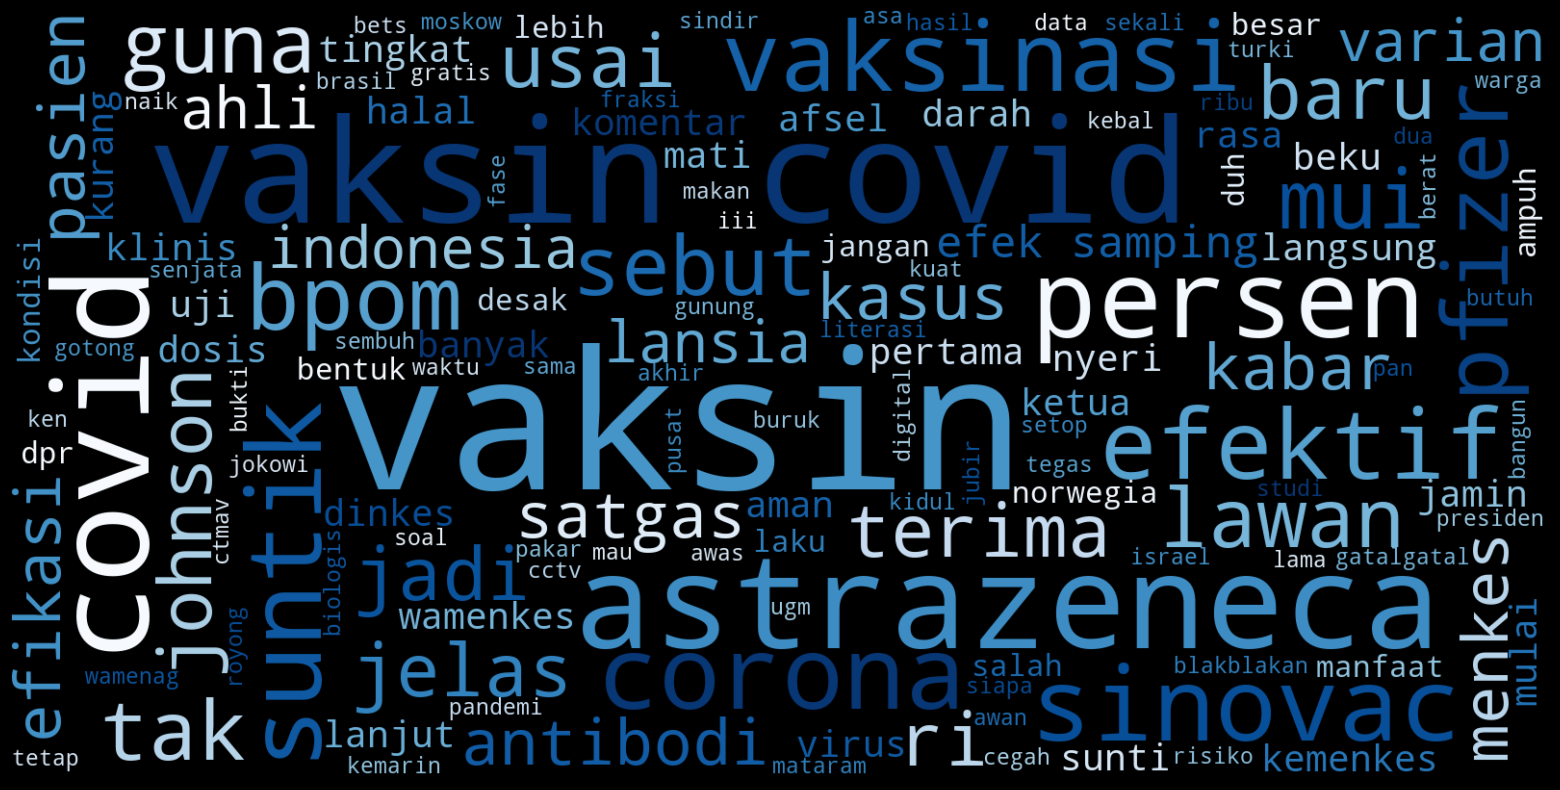 bets
moskow
lebih
sindir
asa
hasil
data
sekali
besar
guna
tingkat
usai
vaksinasi
turki
varian
pasien
brasil
gratis
baru
warga
naik
ahli
halal
fraksi
komentar
afsel
darah
kebal
ribu
rasa
dua
kurang
vaksin covid
mati
beku
duh
berat
ampuh
pfizer
fase
makan
mui
iii
klinis
indonesia
sebut
jangan
efek samping
langsung
kondisi
senjata
kuat
uji
bpom
desak
gunung
kasus
persen
butuh
gotong
dosis
sembuh
banyak
lansia
literasi
pertama
nyeri
kabar
pan
covid
johnson
bukti
bentuk
waktu
sama
akhir
vaksin
digital
ketua
efektif
bangun
ken
suntik
pusat
buruk
setop
dpr
jokowi
jubir
tegas
efikasi
ctmav
dinkes
satgas
aman
kidul
norwegia
studi
jamin
lawan
presiden
soal
pakar
mau
awas
laku
terima
israel
lama
gatalgatal
biologis
jadi
cctv
astrazeneca
menkes
wamenkes
ugm
mulai
royong
jelas
corona
salah
blakblakan
manfaat
wamenag
siapa
sinovac
pandemi
awan
tak
lanjut
antibodi
virus
ri
tetap
kemarin
mataram
cegah
sunti
risiko
kemenkes